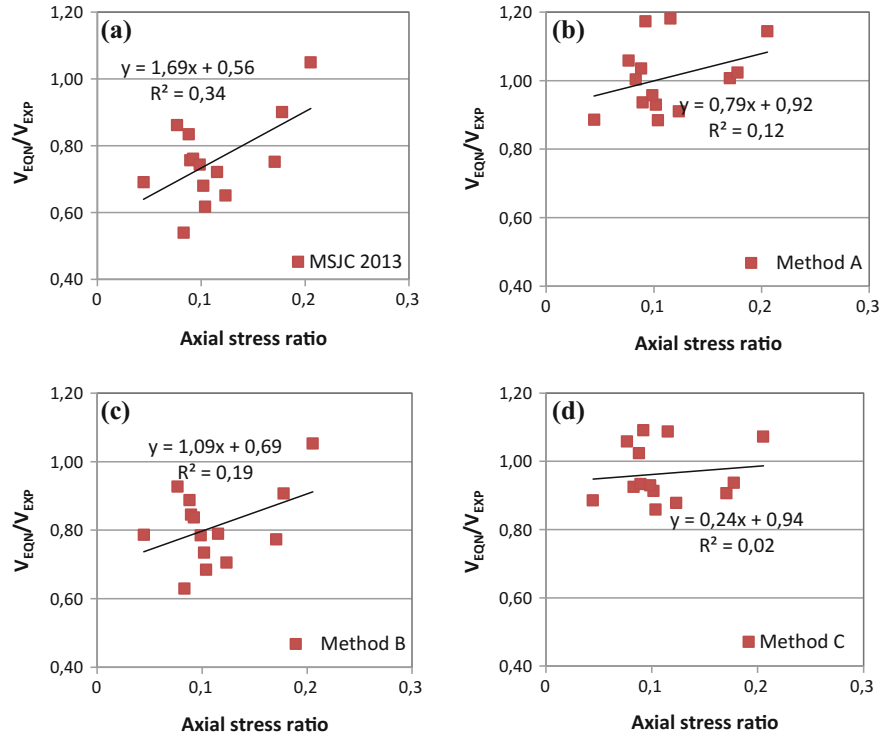 (a)
1,20
1,00
0,80
0,60
0,40
y = 1,69x + 0,56
R² = 0,34
MSJC 2013
0
0,1
0,2
0,3
Axial stress ratio
V_EQN/V_EXP
(b)
1,20
1,00
0,80
0,60
0,40
y = 0,79x + 0,92
R² = 0,12
Method A
0
0,1
0,2
0,3
Axial stress ratio
V_EQN/V_EXP
(c)
1,20
1,00
0,80
0,60
0,40
y = 1,09x + 0,69
R² = 0,19
Method B
0
0,1
0,2
0,3
Axial stress ratio
V_EQN/V_EXP
(d)
1,20
1,00
0,80
0,60
0,40
y = 0,24x + 0,94
R² = 0,02
Method C
0
0,1
0,2
0,3
Axial stress ratio
V_EQN/V_EXP